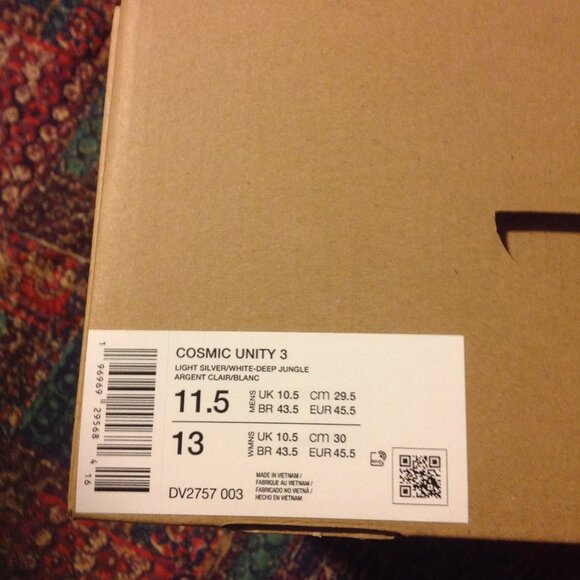 COSMIC UNITY 3
LIGHT SILVER/WHITE-DEEP JUNGLE
ARGENT CLAIR/BLANC
11.5 MENS UK 10.5 CM 29.5
BR 43.5 EUR 45.5
13 WMNS UK 10.5 CM 30
BR 43.5 EUR 45.5
MADE IN VIETNAM /
FABRIQUE AU VIETNAM /
FABRICADO NO VIETNÃ /
HECHO EN VIETNAM
DV2757 003
1 96969 29568 4 16